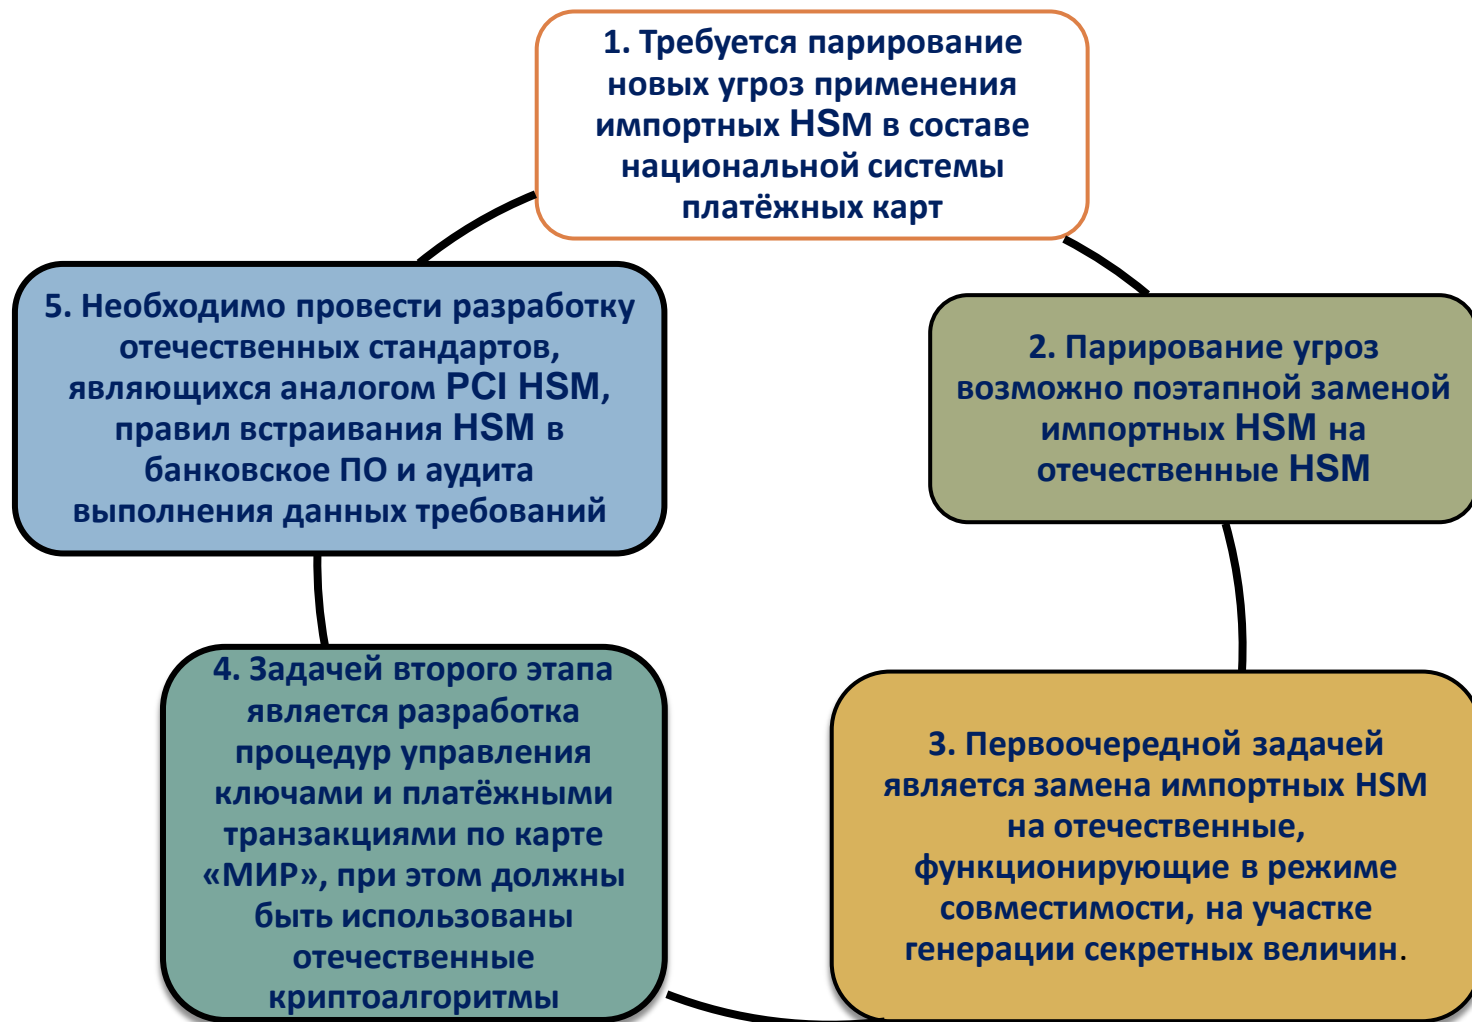 1. Требуется парирование
новых угроз применения
импортных HSM в составе
национальной системы
платёжных карт
2. Парирование угроз
возможно поэтапной заменой
импортных HSM на
отечественные HSM
3. Первоочередной задачей
является замена импортных HSM
на отечественные,
функционирующие в режиме
совместимости, на участке
генерации секретных величин.
4. Задачей второго этапа
является разработка
процедур управления
ключами и платёжными
транзакциями по карте
«МИР», при этом должны
быть использованы
отечественные
криптоалгоритмы
5. Необходимо провести разработку
отечественных стандартов,
являющихся аналогом PCI HSM,
правил встраивания HSM в
банковское ПО и аудита
выполнения данных требований